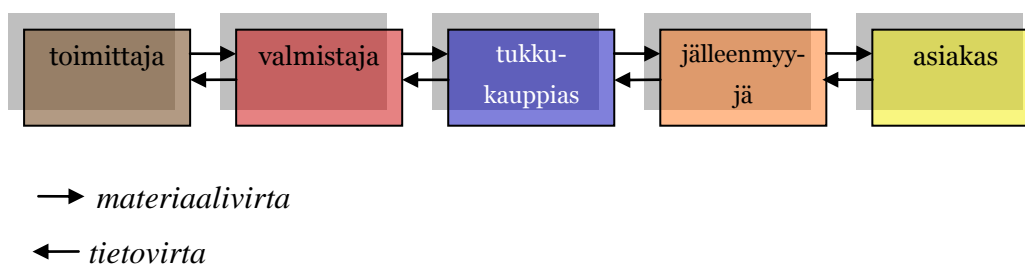 toimittaja
valmistaja
tukku-
kauppias
jälleenmyy-
jä
asiakas
materiaalivirta
tietovirta